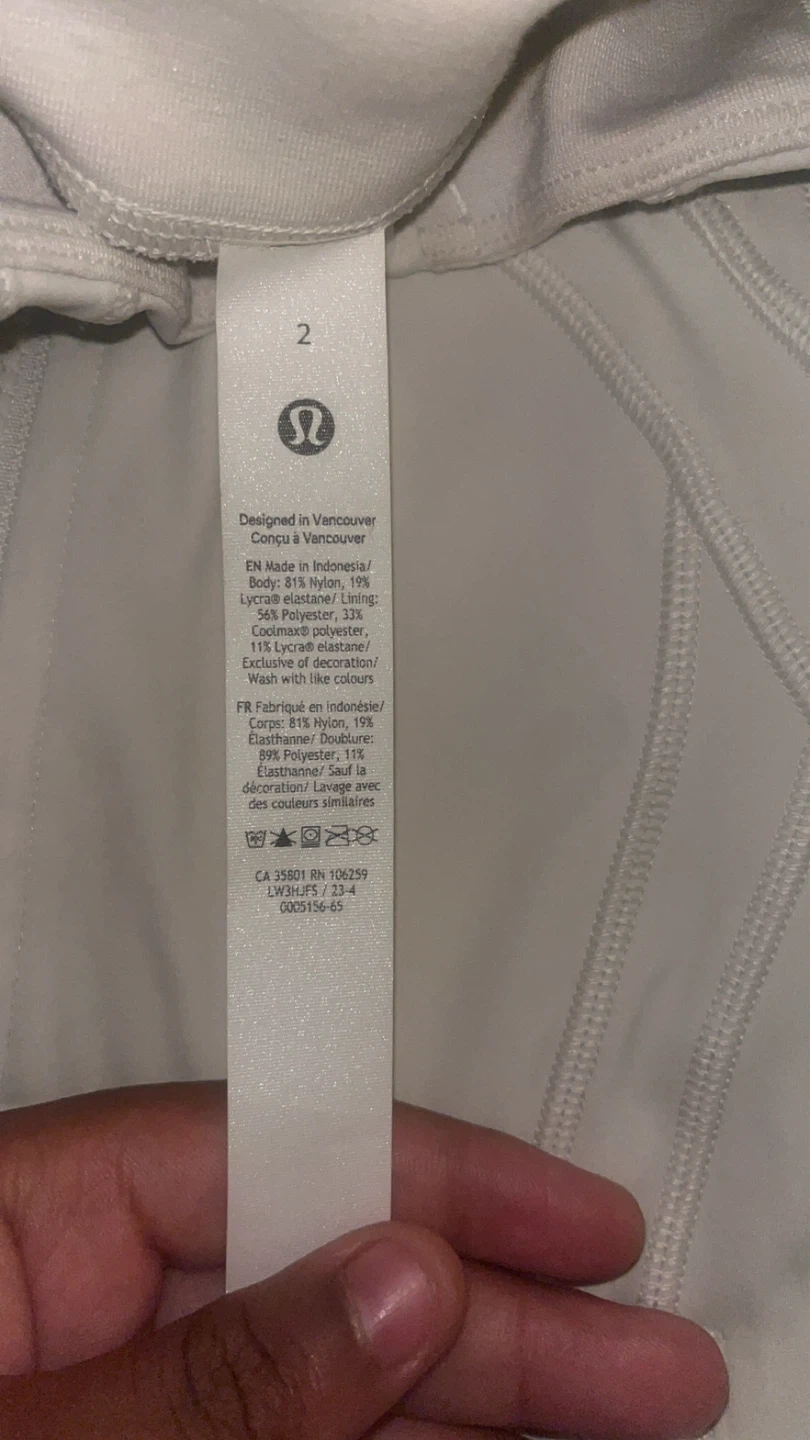 2
Designed in Vancouver
Conçu à Vancouver
EN Made in Indonesia/
Body: 81% Nylon, 19%
Lycra® elastane/ Lining:
56% Polyester, 33%
Coolmax® polyester,
11% Lycra® elastane/
Exclusive of decoration/
Wash with like colours
FR Fabriqué en Indonésie/
Corps: 81% Nylon, 19%
Élasthanne/ Doublure:
89% Polyester, 11%
Élasthanne/ Sauf la
décoration/ Lavage avec
des couleurs similaires
CA 35801 RN 106259
LW3HJFS / 23-4
0005156-65